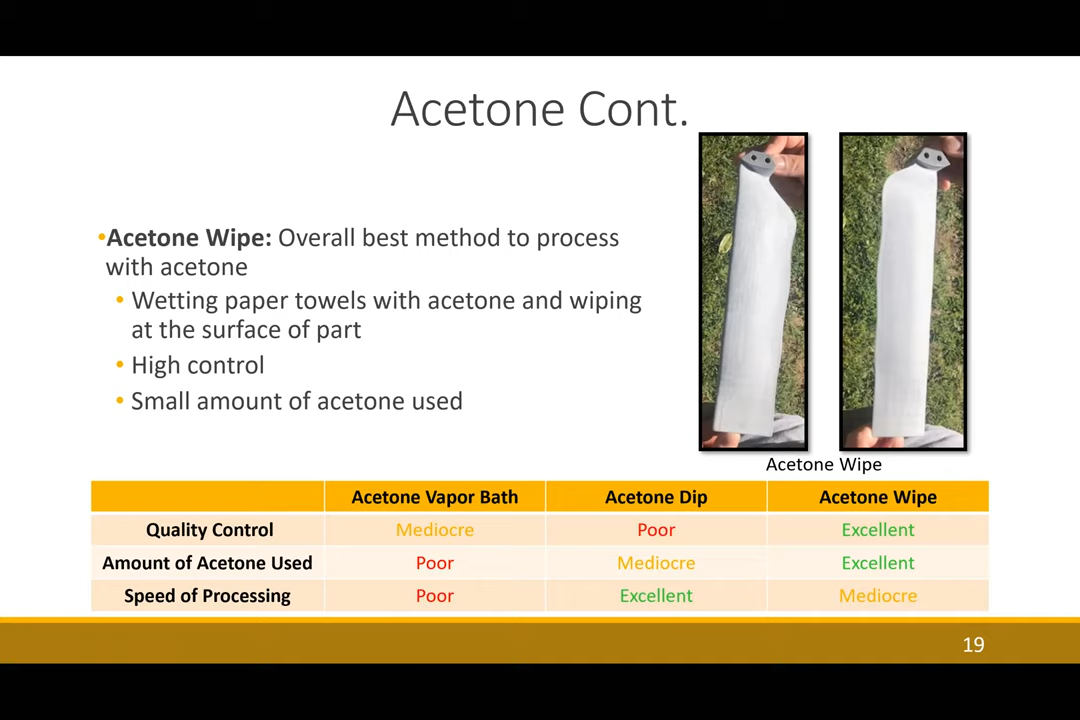 Acetone Cont.
•Acetone Wipe: Overall best method to process
with acetone
• Wetting paper towels with acetone and wiping
at the surface of part
• High control
• Small amount of acetone used
Acetone Wipe
Acetone Vapor Bath Acetone Dip Acetone Wipe
Quality Control Mediocre Poor Excellent
Amount of Acetone Used Poor Mediocre Excellent
Speed of Processing Poor Excellent Mediocre
19